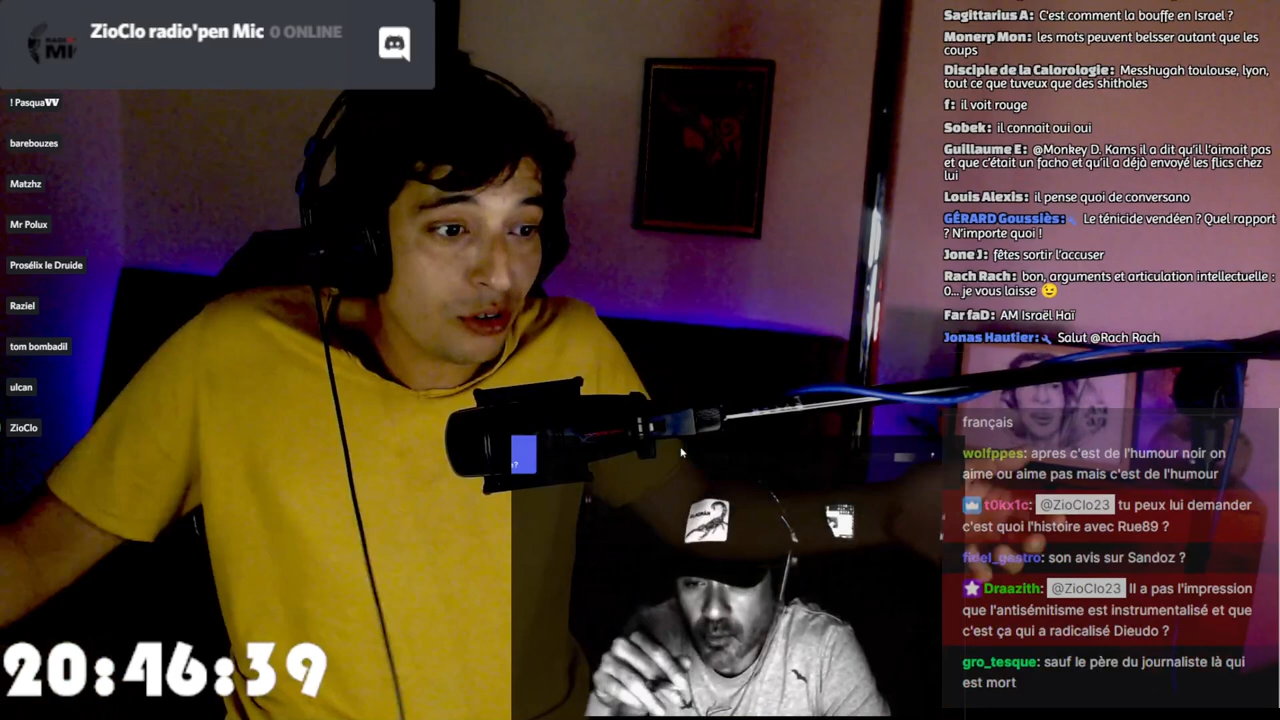 ZioClo radio'pen Mic 0 ONLINE
MI
! PasquaVV
barebouzes
Matzhz
Mr Polux
Prosélix le Druide
Raziel
tom bombadil
ulcan
ZioClo
20:46:39
Sagittarius A: C'est comment la bouffe en Israel ?
Monerp Mon: les mots peuvent belsser autant que les
coups
Disciple de la Calorologie: Messhugah toulouse, lyon,
tout ce que tuveux que des shitholes
f: il voit rouge
Sobek: il connait oui oui
Guillaume E: @Monkey D. Kams il a dit qu'il l'aimait pas
et que c'était un facho et qu'il a déjà envoyé les flics chez
lui
Louis Alexis: il pense quoi de conversano
GÉRARD Goussiès: Le ténicide vendéen ? Quel rapport
? N'importe quoi !
Jone J: fêtes sortir l'accuser
Rach Rach: bon, arguments et articulation intellectuelle :
0... je vous laisse 😉
Far faD: AM Israël Haï
Jonas Hautier: Salut @Rach Rach
français
wolfppes: apres c'est de l'humour noir on
aime ou aime pas mais c'est de l'humour
t0kx1c: @ZioClo23 tu peux lui demander
c'est quoi l'histoire avec Rue89 ?
fidel_gastro: son avis sur Sandoz ?
Draazith: @ZioClo23 Il a pas l'impression
que l'antisémitisme est instrumentalisé et que
c'est ça qui a radicalisé Dieudo ?
gro_tesque: sauf le père du journaliste là qui
est mort